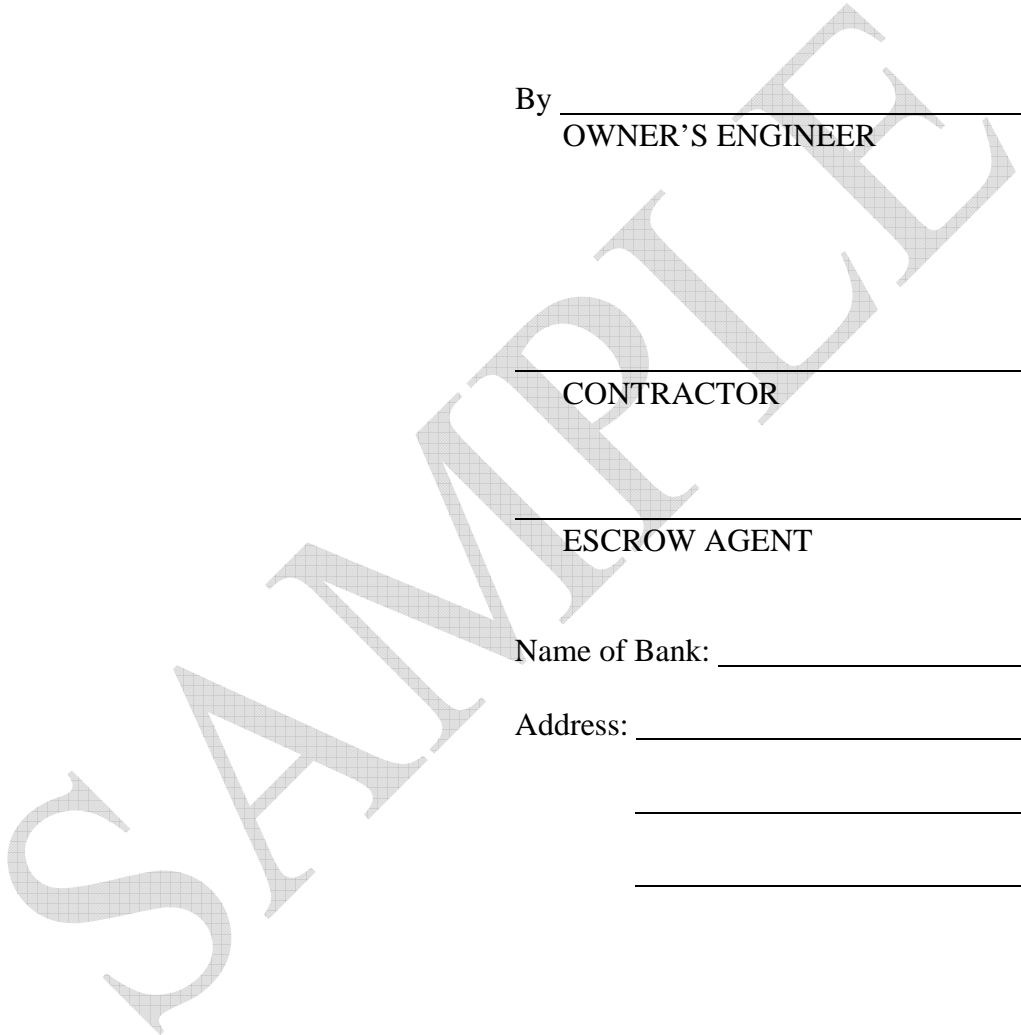 By
OWNER’S ENGINEER
CONTRACTOR
ESCROW AGENT
Name of Bank:
Address:
SAMPLE